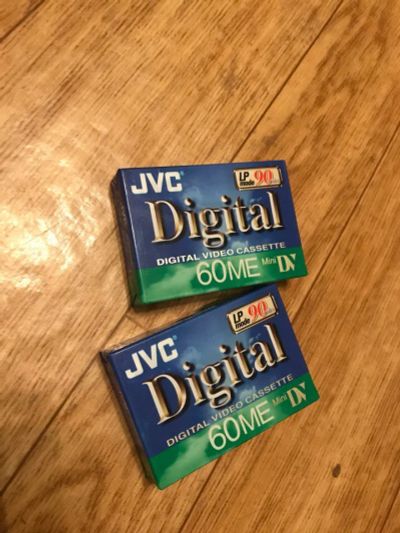 JVC
LP
mode 90
Digital
DIGITAL VIDEO CASSETTE
60ME Mini DV
JVC
LP
mode 90
Digital
DIGITAL VIDEO CASSETTE
60ME Mini DV